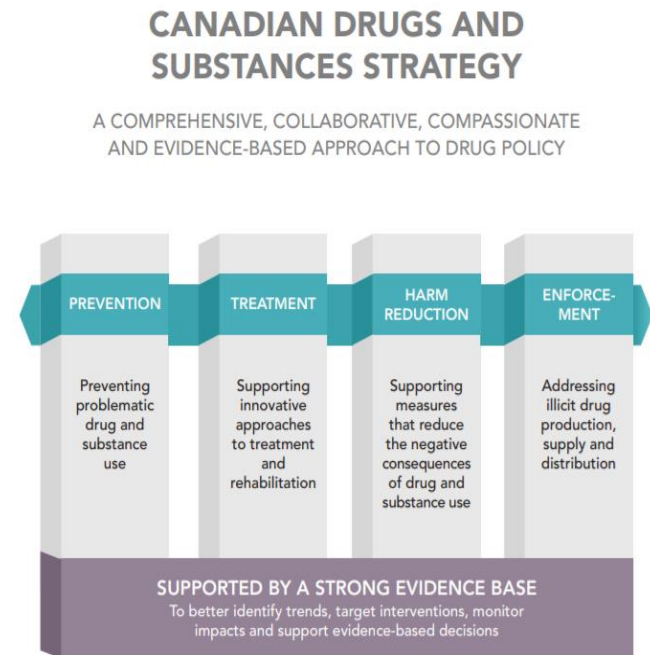 CANADIAN DRUGS AND
SUBSTANCES STRATEGY
A COMPREHENSIVE, COLLABORATIVE, COMPASSIONATE
AND EVIDENCE-BASED APPROACH TO DRUG POLICY
PREVENTION
Preventing
problematic
drug and
substance
use
TREATMENT
Supporting
innovative
approaches
to treatment
and
rehabilitation
HARM
REDUCTION
Supporting
measures
that reduce
the negative
consequences
of drug and
substance use
ENFORCE-
MENT
Addressing
illicit drug
production,
supply and
distribution
SUPPORTED BY A STRONG EVIDENCE BASE
To better identify trends, target interventions, monitor
impacts and support evidence-based decisions